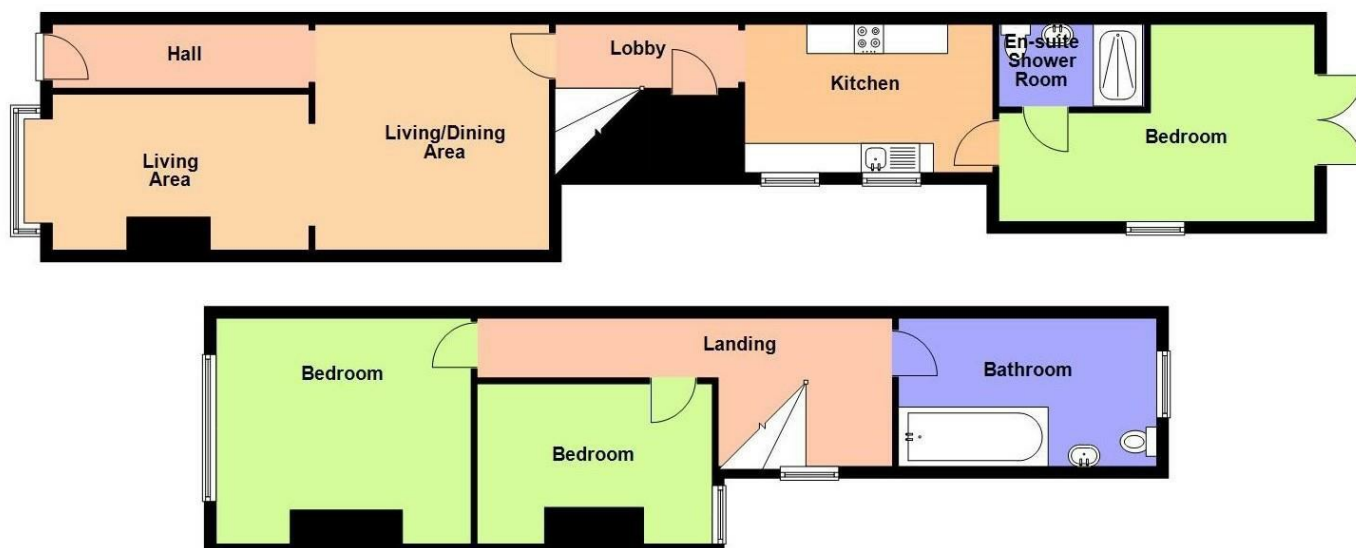 Hall
Lobby
Kitchen
En-suite
Shower
Room
Living/Dining
Area
Living
Area
Bedroom
Bedroom
Landing
Bathroom
Bedroom